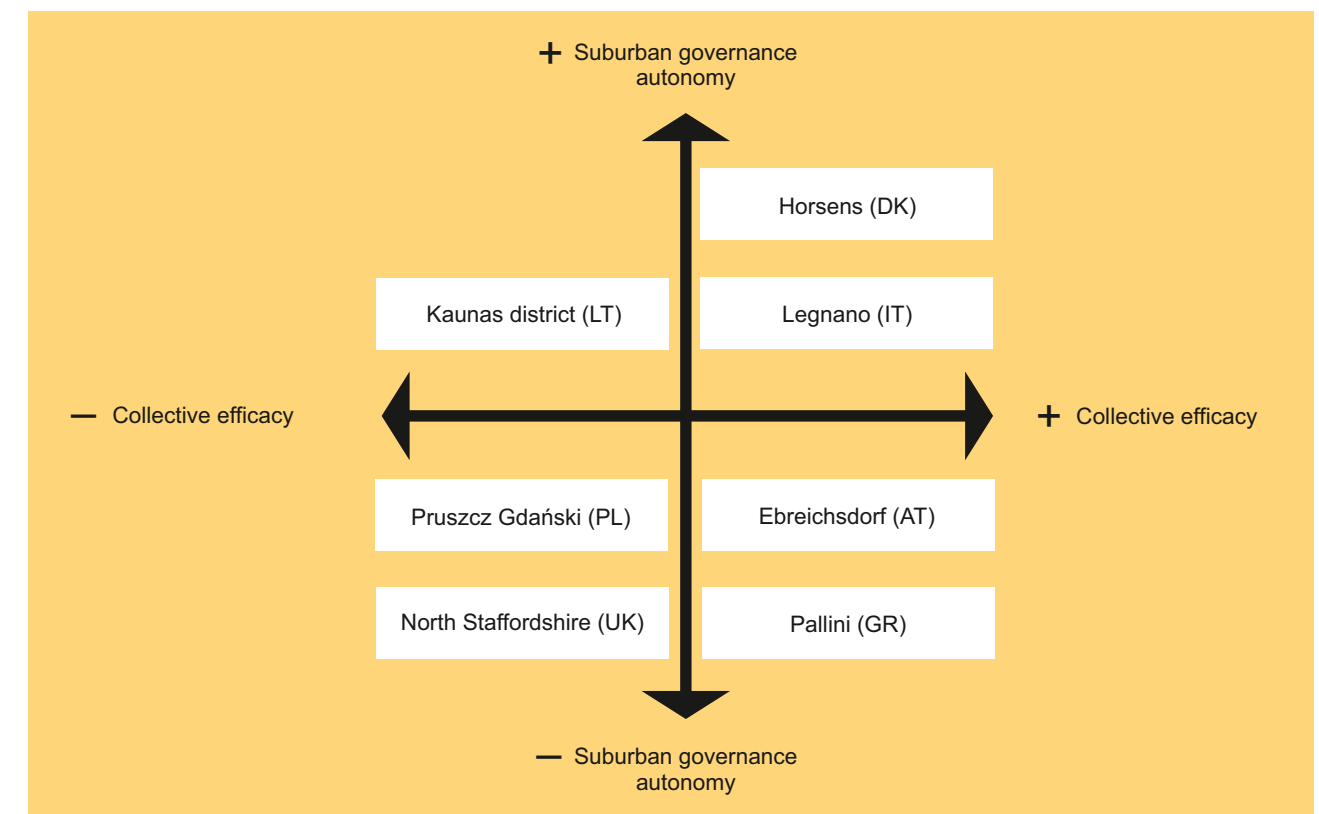 + Suburban governance
autonomy
Horsens (DK)
Kaunas district (LT)
Legnano (IT)
− Collective efficacy
+ Collective efficacy
Pruszcz Gdański (PL)
Ebreichsdorf (AT)
North Staffordshire (UK)
Pallini (GR)
− Suburban governance
autonomy